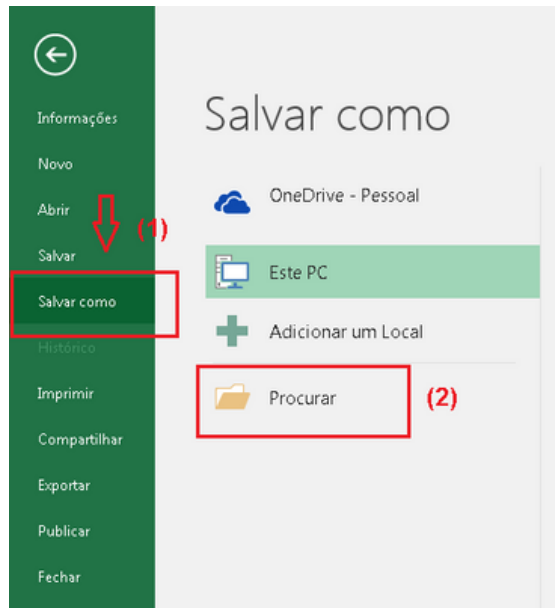 Informações
Novo
Abrir
(1)
Salvar
Salvar como
Histórico
Imprimir
Compartilhar
Exportar
Publicar
Fechar
Salvar como
OneDrive - Pessoal
Este PC
Adicionar um Local
Procurar
(2)